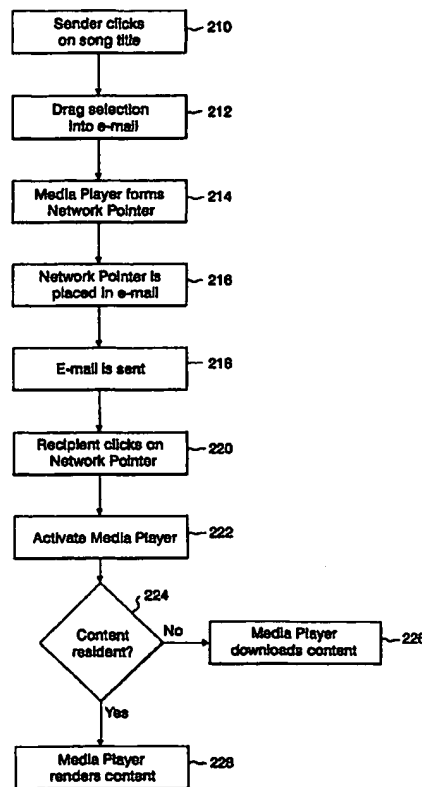 Sender clicks
on song title
210
Drag selection
into e-mail
212
Media Player forms
Network Pointer
214
Network Pointer is
placed in e-mail
216
E-mail is sent
218
Recipient clicks on
Network Pointer
220
Activate Media Player
222
224
Content
resident?
No
Media Player
downloads content
226
Yes
Media Player
renders content
228